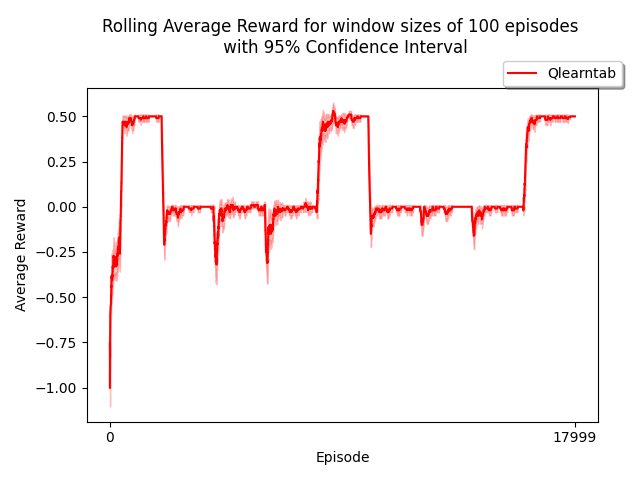 Rolling Average Reward for window sizes of 100 episodes
with 95% Confidence Interval
Qlearntab
0.50
0.25
0.00
−0.25
−0.50
−0.75
−1.00
Average Reward
0
17999
Episode